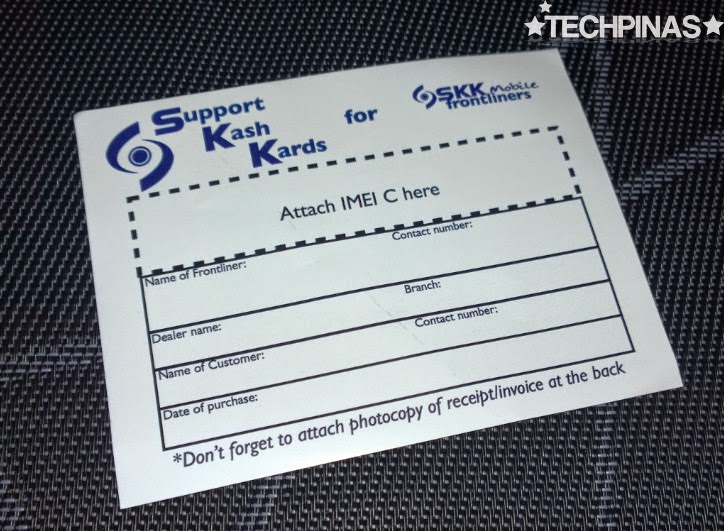 ★TECHPINAS★
Support
Kash
Kards
for
SKK Mobile
frontliners
Attach IMEI C here
Name of Frontliner:
Contact number:
Dealer name:
Branch:
Name of Customer:
Contact number:
Date of purchase:
*Don't forget to attach photocopy of receipt/invoice at the back